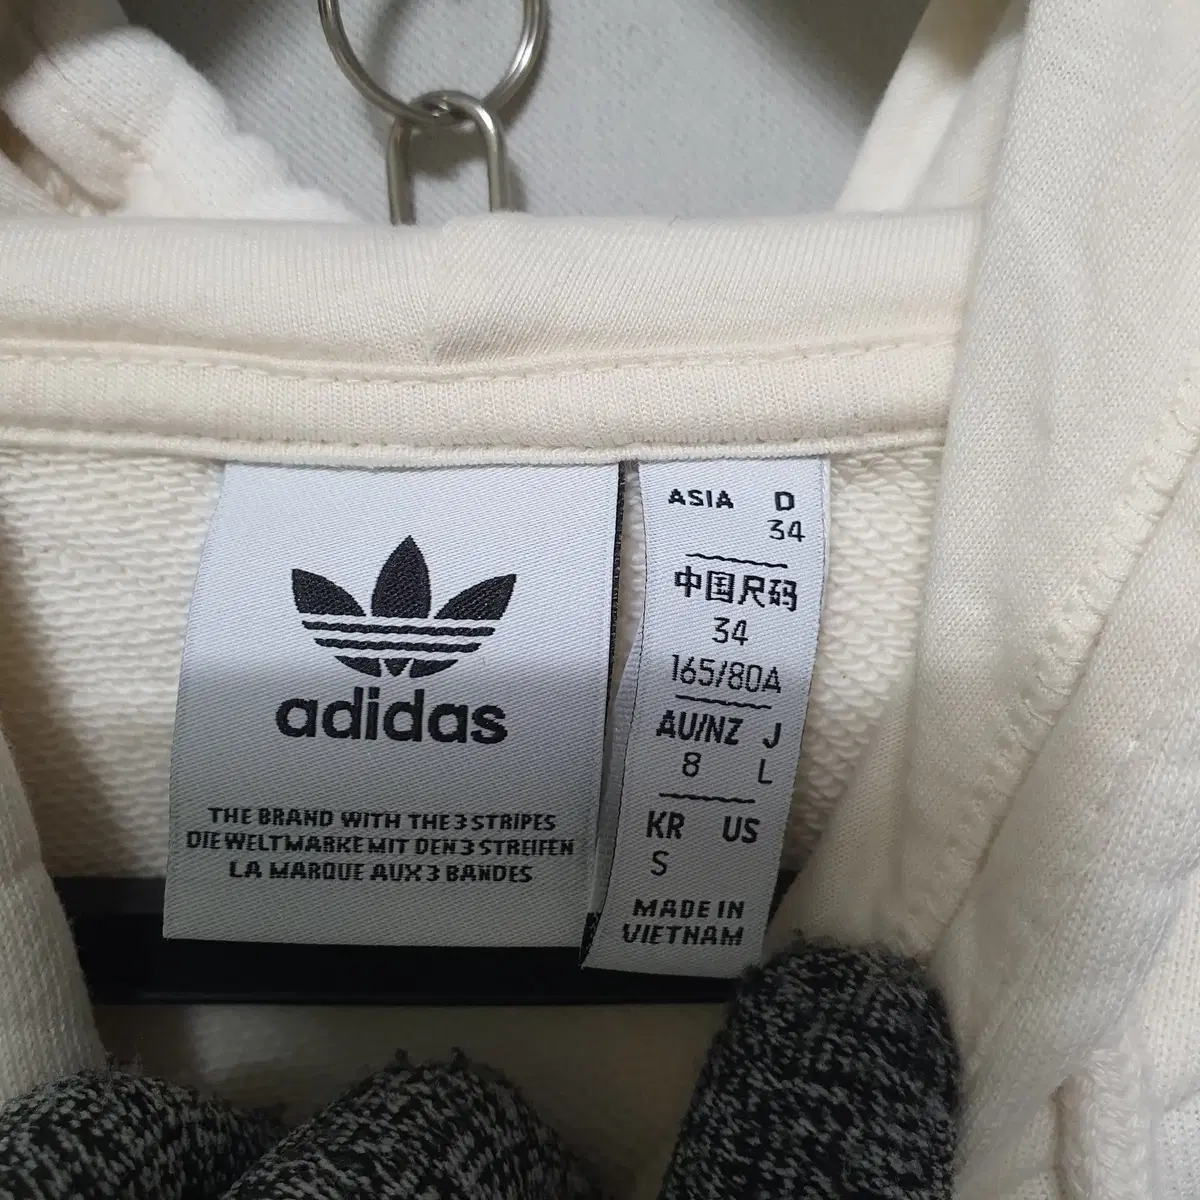 adidas
THE BRAND WITH THE 3 STRIPES
DIE WELTMARKE MIT DEN 3 STREIFEN
LA MARQUE AUX 3 BANDES
ASIA D
34
中国尺码
34
165/80A
AU/NZ J
8 L
KR US
S
MADE IN
VIETNAM